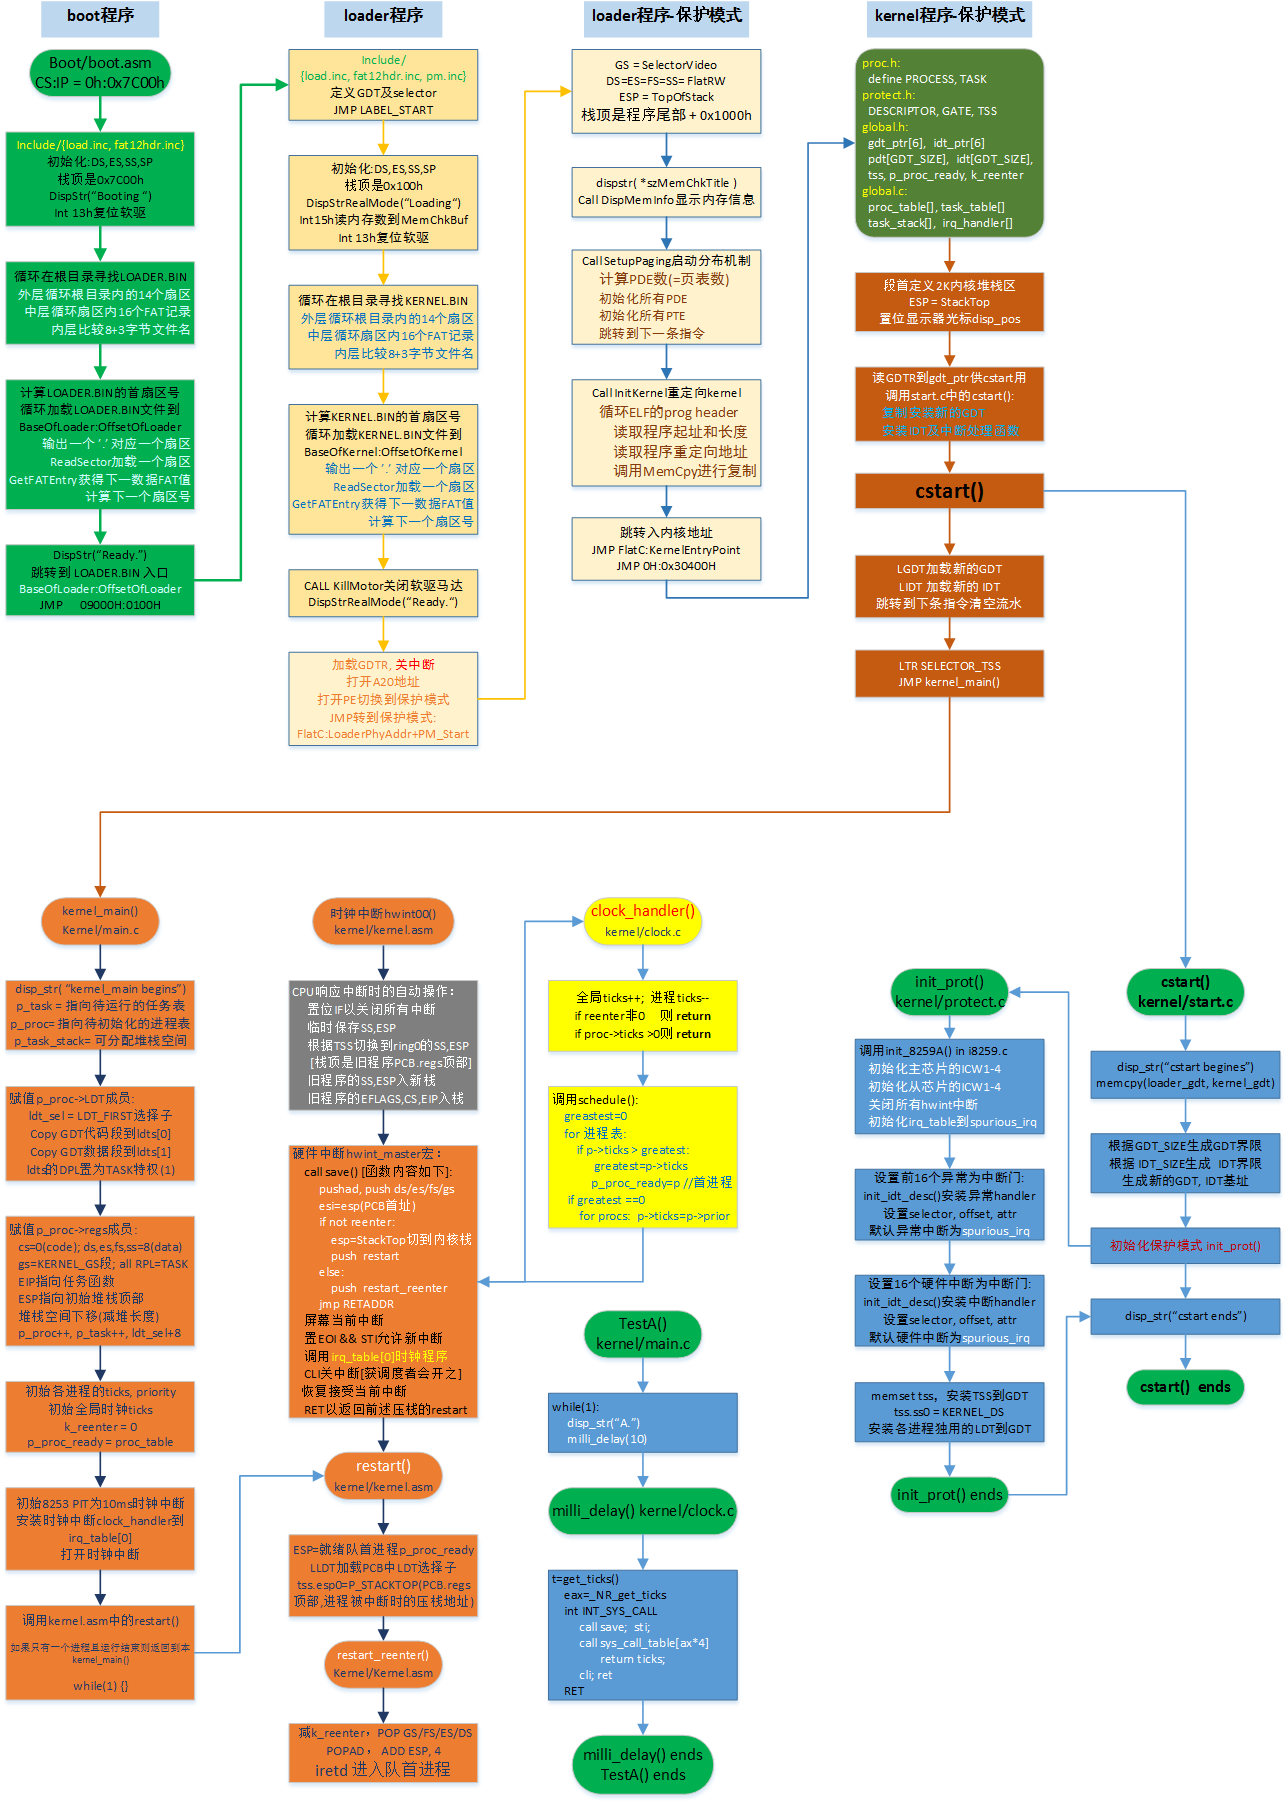 boot程序
Boot/boot.asm
CS:IP = 0h:0x7C00h
Include/{load.inc, fat12hdr.inc}
初始化:DS,ES,SS,SP
栈顶是0x7C00h
DispStr(“Booting “)
Int 13h复位软驱
循环在根目录寻找LOADER.BIN
外层循环根目录内的14个扇区
中层循环扇区内16个FAT记录
内层比较8+3字节文件名
计算LOADER.BIN的首扇区号
循环加载LOADER.BIN文件到
BaseOfLoader:OffsetOfLoader
输出一个 ‘.’ 对应一个扇区
ReadSector加载一个扇区
GetFATEntry获得下一数据FAT值
计算下一个扇区号
DispStr(“Ready.”)
跳转到 LOADER.BIN 入口
BaseOfLoader:OffsetOfLoader
JMP 09000H:0100H
loader程序
Include/
{load.inc, fat12hdr.inc, pm.inc}
定义GDT及selector
JMP LABEL_START
初始化:DS,ES,SS,SP
栈顶是0x100h
DispStrRealMode(“Loading“)
Int15h读内存数到MemChkBuf
Int 13h复位软驱
循环在根目录寻找KERNEL.BIN
外层循环根目录内的14个扇区
中层循环扇区内16个FAT记录
内层比较8+3字节文件名
计算KERNEL.BIN的首扇区号
循环加载KERNEL.BIN文件到
BaseOfKernel:OffsetOfKernel
输出一个 ‘.’ 对应一个扇区
ReadSector加载一个扇区
GetFATEntry获得下一数据FAT值
计算下一个扇区号
CALL KillMotor关闭软驱马达
DispStrRealMode(“Ready.“)
加载GDTR, 关中断
打开A20地址
打开PE切换到保护模式
JMP转到保护模式:
FlatC:LoaderPhyAddr+PM_Start
loader程序-保护模式
GS = SelectorVideo
DS=ES=FS=SS= FlatRW
ESP = TopOfStack
栈顶是程序尾部 + 0x1000h
dispstr( *szMemChkTitle )
Call DispMemInfo显示内存信息
Call SetupPaging启动分布机制
计算PDE数(=页表数)
初始化所有PDE
初始化所有PTE
跳转到下一条指令
Call InitKernel重定向kernel
循环ELF的prog header
读取程序起址和长度
读取程序重定向地址
调用MemCpy进行复制
跳转入内核地址
JMP FlatC:KernelEntryPoint
JMP 0H:0x30400H
kernel程序-保护模式
proc.h:
define PROCESS, TASK
protect.h:
DESCRIPTOR, GATE, TSS
global.h:
gdt_ptr[6], idt_ptr[6]
pdt[GDT_SIZE], idt[GDT_SIZE],
tss, p_proc_ready, k_reenter
global.c:
proc_table[], task_table[]
task_stack[], irq_handler[]
段首定义2K内核堆栈区
ESP = StackTop
置位显示器光标disp_pos
读GDTR到gdt_ptr供cstart用
调用start.c中的cstart():
复制安装新的GDT
安装IDT及中断处理函数
cstart()
LGDT加载新的GDT
LIDT 加载新的 IDT
跳转到下条指令清空流水
LTR SELECTOR_TSS
JMP kernel_main()
kernel_main()
Kernel/main.c
disp_str( “kernel_main begins”)
p_task = 指向待运行的任务表
p_proc= 指向待初始化的进程表
p_task_stack= 可分配堆栈空间
赋值p_proc->LDT成员:
ldt_sel = LDT_FIRST选择子
Copy GDT代码段到ldts[0]
Copy GDT数据段到ldts[1]
ldts的DPL置为TASK特权(1)
赋值p_proc->regs成员:
cs=0(code); ds,es,fs,ss=8(data)
gs=KERNEL_GS段; all RPL=TASK
EIP指向任务函数
ESP指向初始堆栈顶部
堆栈空间下移(减堆长度)
p_proc++, p_task++, ldt_sel+8
初始各进程的ticks, priority
初始全局时钟ticks
k_reenter = 0
p_proc_ready = proc_table
初始8253 PIT为10ms时钟中断
安装时钟中断clock_handler到
irq_table[0]
打开时钟中断
调用kernel.asm中的restart()
如果只有一个进程且运行结束则返回到本
kernel_main()
while(1) {}
时钟中断hwint00()
kernel/kernel.asm
CPU响应中断时的自动操作：
置位IF以关闭所有中断
临时保存SS,ESP
根据TSS切换到ring0的SS,ESP
[栈顶是旧程序PCB.regs顶部]
旧程序的SS,ESP入新栈
旧程序的EFLAGS,CS,EIP入栈
硬件中断hwint_master宏：
call save() [函数内容如下]:
pushad, push ds/es/fs/gs
esi=esp(PCB首址)
if not reenter:
esp=StackTop切到内核栈
push restart
else:
push restart_reenter
jmp RETADDR
屏幕当前中断
置EOI && STI允许新中断
调用irq_table[0]时钟程序
CLI关中断[获调度者会开之]
恢复接受当前中断
RET以返回前述压栈的restart
restart()
kernel/kernel.asm
ESP=就绪队首进程p_proc_ready
LLDT加载PCB中LDT选择子
tss.esp0=P_STACKTOP(PCB.regs
顶部,进程被中断时的压栈地址)
restart_reenter()
Kernel/Kernel.asm
减k_reenter，POP GS/FS/ES/DS
POPAD， ADD ESP, 4
iretd 进入队首进程
clock_handler()
kernel/clock.c
全局ticks++; 进程ticks--
if reenter非0 则 return
if proc->ticks >0则 return
调用schedule():
greastest=0
for 进程表:
if p->ticks > greatest:
greatest=p->ticks
p_proc_ready=p //首进程
if greatest ==0
for procs: p->ticks=p->prior
TestA()
kernel/main.c
while(1):
disp_str(“A.”)
milli_delay(10)
milli_delay() kernel/clock.c
t=get_ticks()
eax=_NR_get_ticks
int INT_SYS_CALL
call save; sti;
call sys_call_table[ax*4]
return ticks;
cli; ret
RET
milli_delay() ends
TestA() ends
init_prot()
kernel/protect.c
调用init_8259A() in i8259.c
初始化主芯片的ICW1-4
初始化从芯片的ICW1-4
关闭所有hwint中断
初始化irq_table到spurious_irq
设置前16个异常为中断门:
init_idt_desc()安装异常handler
设置selector, offset, attr
默认异常中断为spurious_irq
设置16个硬件中断为中断门:
init_idt_desc()安装中断handler
设置selector, offset, attr
默认硬件中断为spurious_irq
memset tss，安装TSS到GDT
tss.ss0 = KERNEL_DS
安装各进程独用的LDT到GDT
init_prot() ends
cstart()
kernel/start.c
disp_str(“cstart begines”)
memcpy(loader_gdt, kernel_gdt)
根据GDT_SIZE生成GDT界限
根据 IDT_SIZE生成 IDT界限
生成新的GDT, IDT基址
初始化保护模式 init_prot()
disp_str(“cstart ends”)
cstart() ends